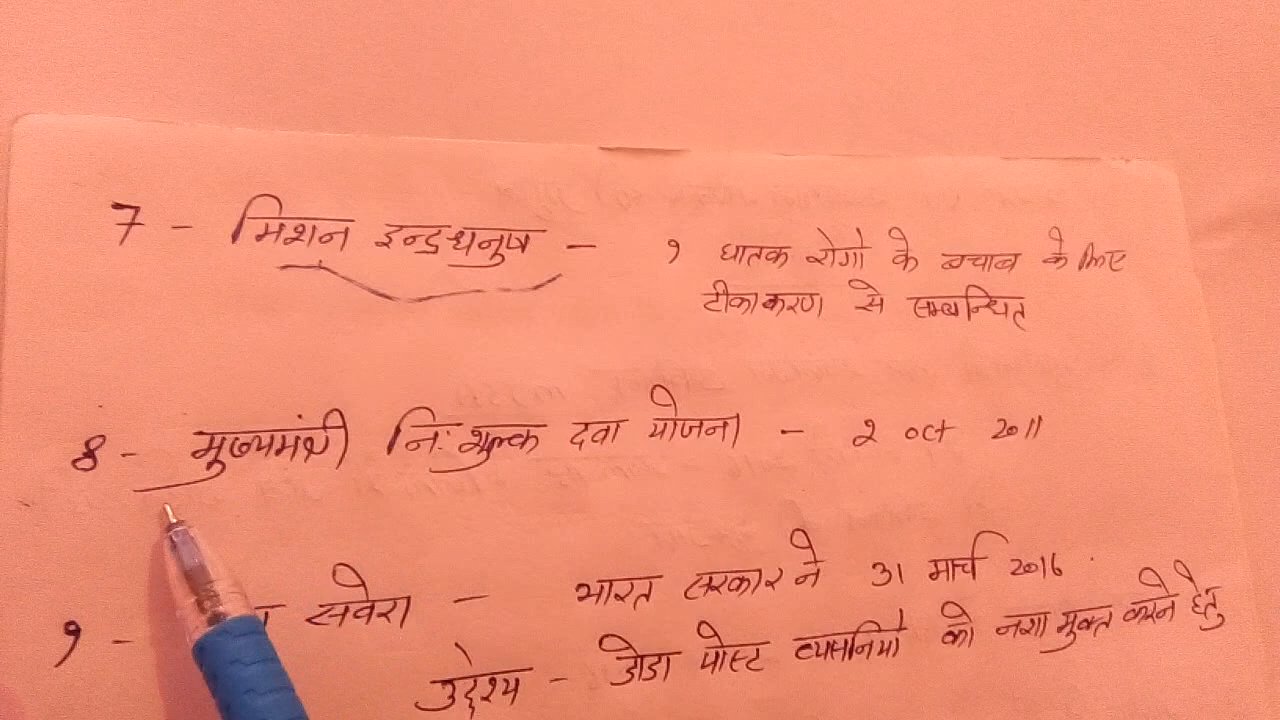 7 - मिशन इन्द्रधनुष - 9 घातक रोगो के बचाव के लिए
टीकाकरण से सम्बन्धित
8 - मुख्यमंत्री निःशुल्क दवा योजना - 2 oct 2011
9 - सवेरा - भारत सरकार ने 31 मार्च 2016
उद्देश्य - डोडा पोस्ट व्यसनियो को नशा मुक्त करने हेतु